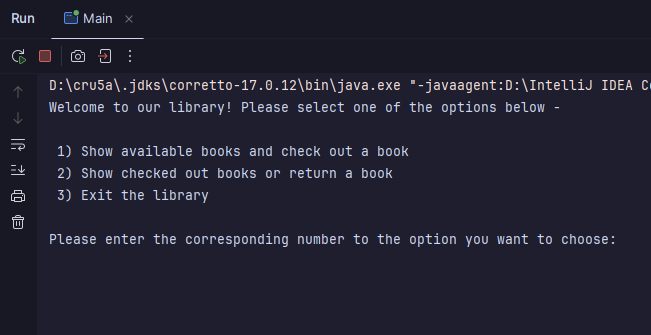 Run
Main
D:\cru5a\.jdks\corretto-17.0.12\bin\java.exe "-javaagent:D:\IntelliJ IDEA
Welcome to our library! Please select one of the options below -
1) Show available books and check out a book
2) Show checked out books or return a book
3) Exit the library
Please enter the corresponding number to the option you want to choose: